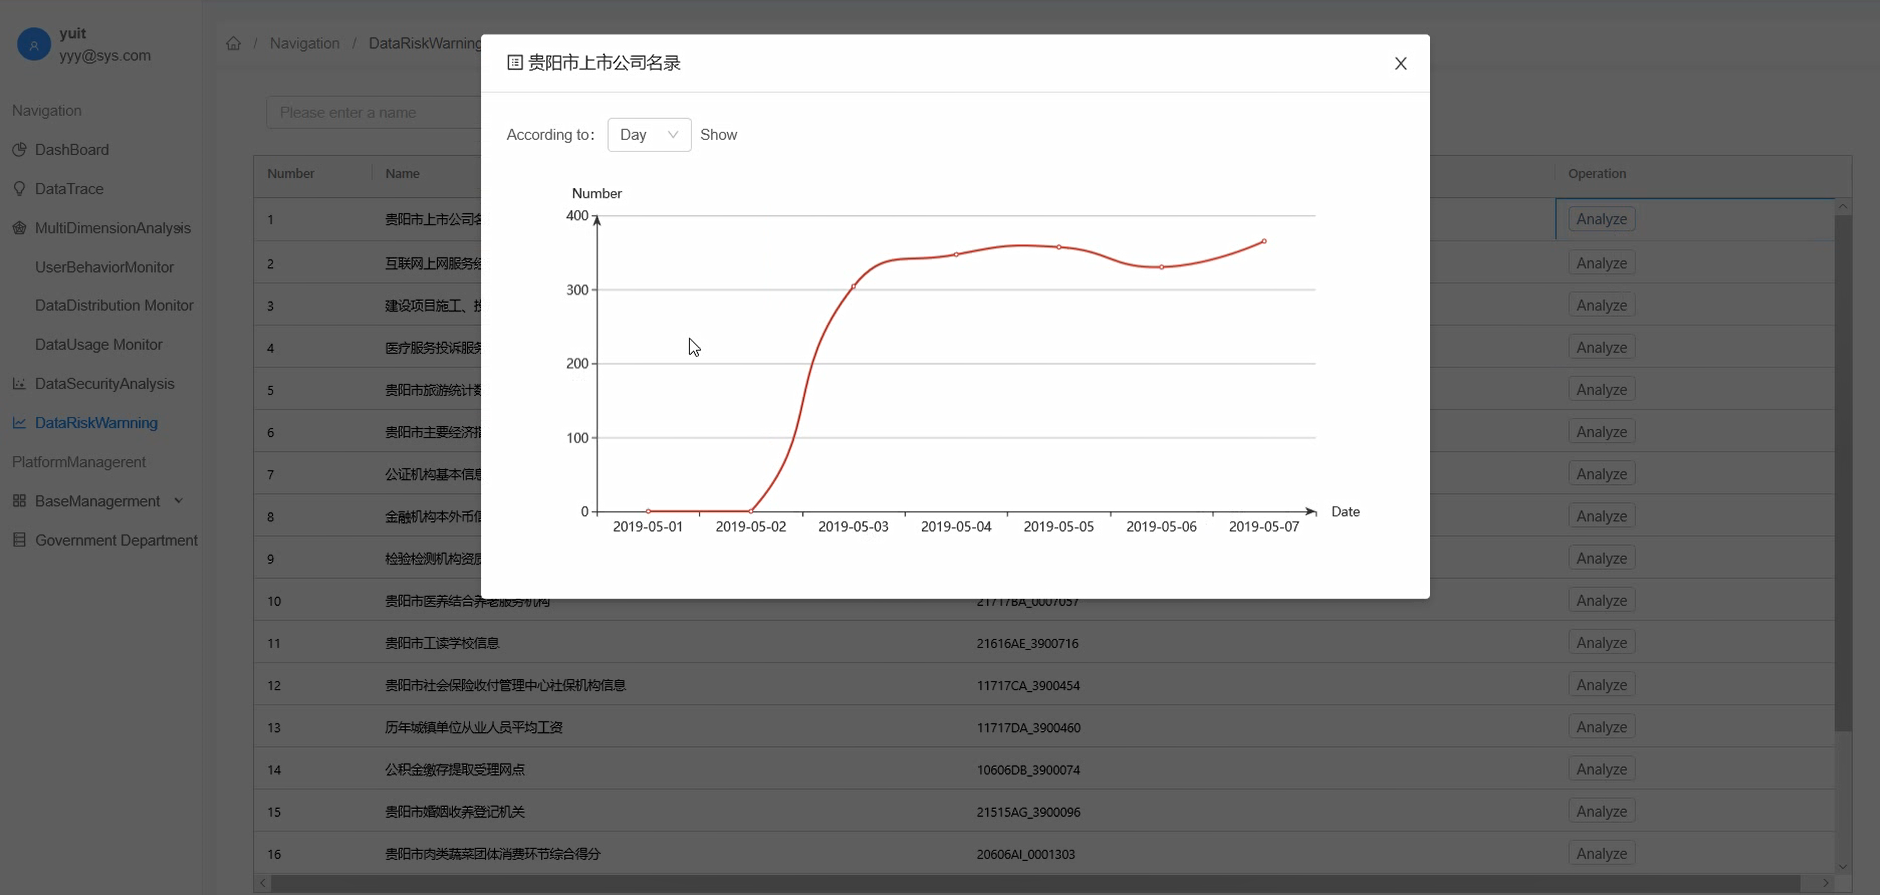 yuit
yyy@sys.com
/ Navigation / DataRiskWarning
Navigation
DashBoard
DataTrace
MultiDimensionAnalysis
UserBehaviorMonitor
DataDistribution Monitor
DataUsage Monitor
DataSecurityAnalysis
DataRiskWarnning
PlatformManagerent
BaseManagerment
Government Department
Please enter a name
贵阳市上市公司名录
According to: Day Show
Number
400
300
200
100
0
2019-05-01 2019-05-02 2019-05-03 2019-05-04 2019-05-05 2019-05-06 2019-05-07
Date
Number Name Operation
1 贵阳市上市公司 Analyze
2 互联网上网服务 Analyze
3 建设项目施工、 Analyze
4 医疗服务投诉服 Analyze
5 贵阳市旅游统计 Analyze
6 贵阳市主要经济 Analyze
7 公证机构基本信息 Analyze
8 金融机构本外币 Analyze
9 检验检测机构资 Analyze
10 贵阳市医养结合养老服务机构 21717BA_0007057 Analyze
11 贵阳市工读学校信息 21616AE_3900716 Analyze
12 贵阳市社会保险收付管理中心社保机构信息 11717CA_3900454 Analyze
13 历年城镇单位从业人员平均工资 11717DA_3900460 Analyze
14 公积金缴存提取受理网点 10606DB_3900074 Analyze
15 贵阳市婚姻收养登记机关 21515AG_3900096 Analyze
16 贵阳市肉类蔬菜团体消费环节综合得分 20606AI_0001303 Analyze